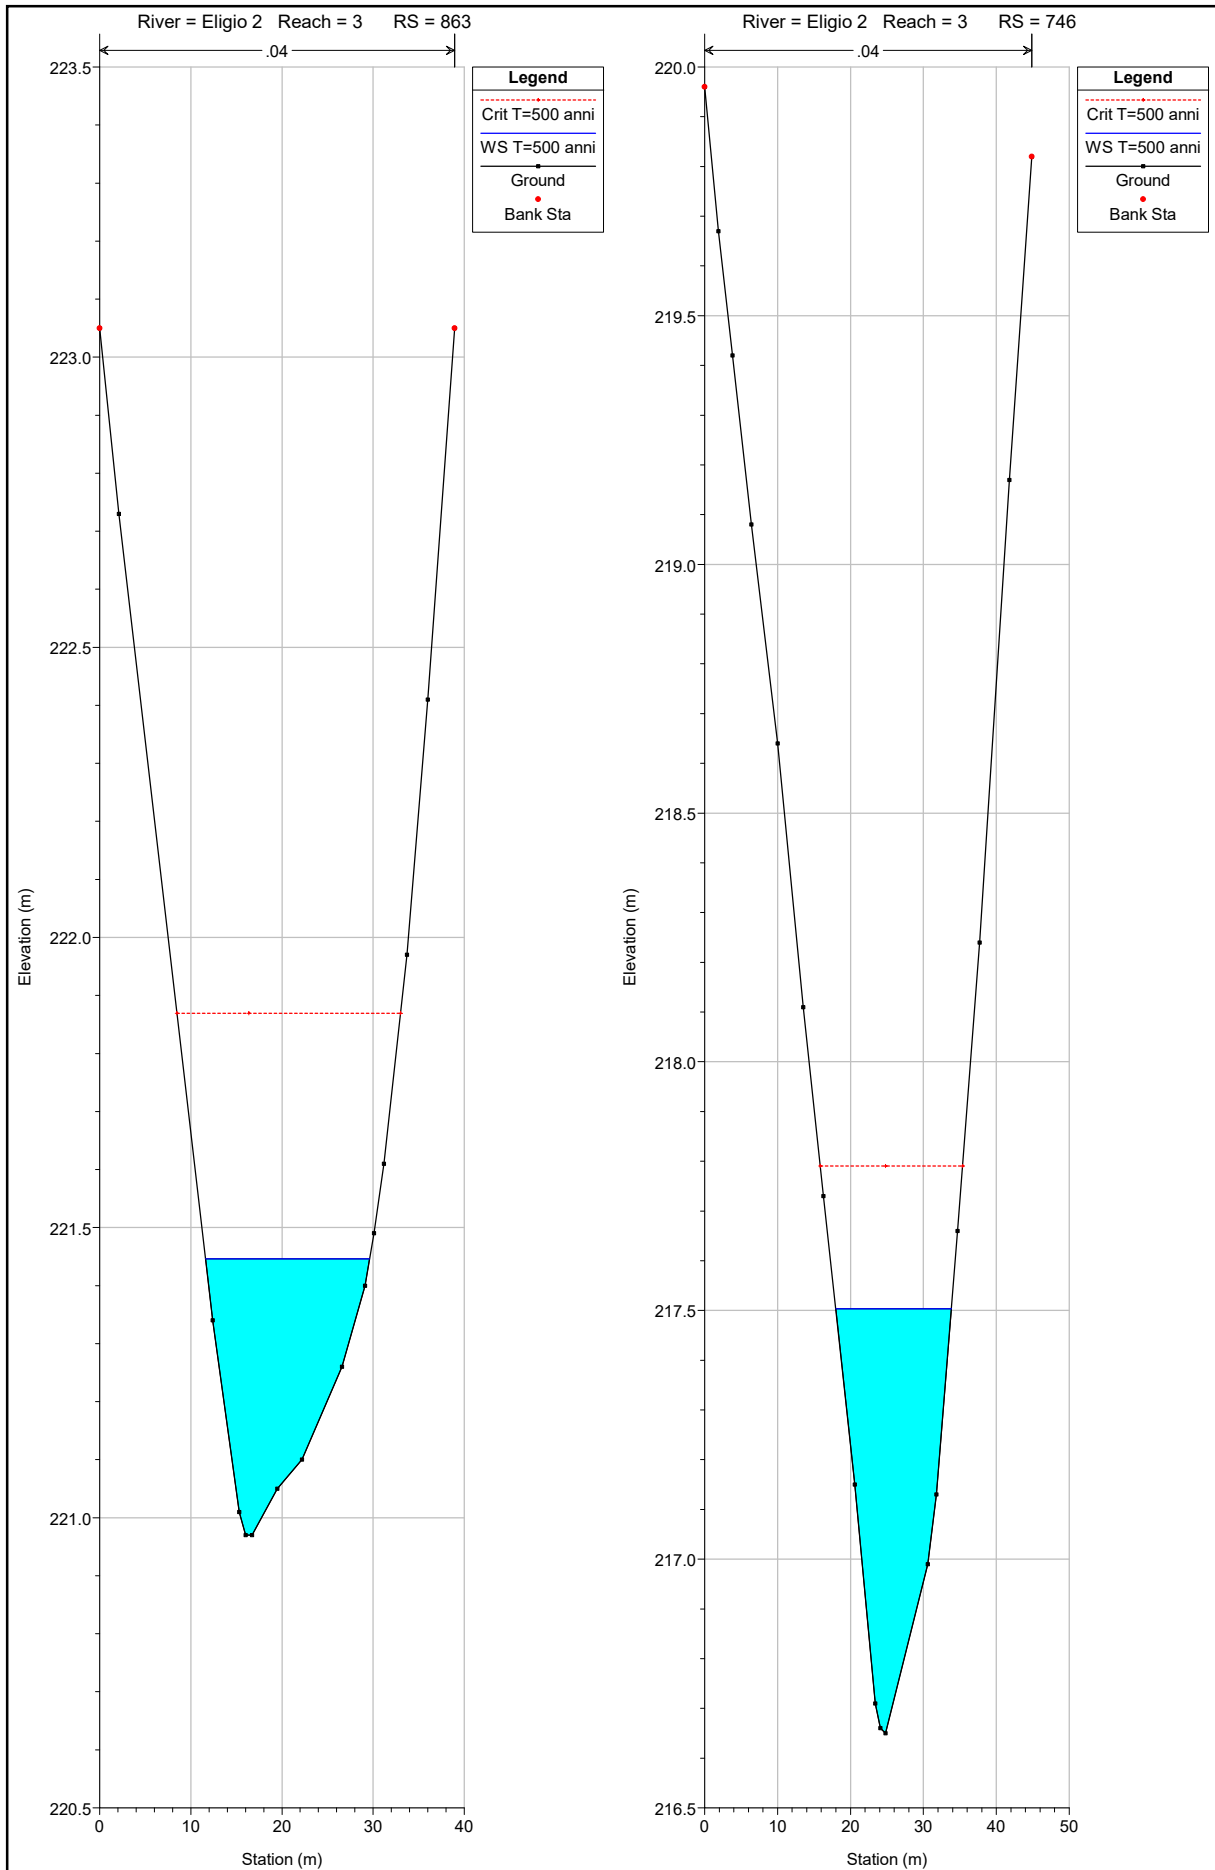 River = Eligio 2 Reach = 3 RS = 863
.04
Legend
Crit T=500 anni
WS T=500 anni
Ground
Bank Sta
223.5
223.0
222.5
222.0
221.5
221.0
220.5
Elevation (m)
0 10 20 30 40
Station (m)
River = Eligio 2 Reach = 3 RS = 746
.04
Legend
Crit T=500 anni
WS T=500 anni
Ground
Bank Sta
220.0
219.5
219.0
218.5
218.0
217.5
217.0
216.5
Elevation (m)
0 10 20 30 40 50
Station (m)